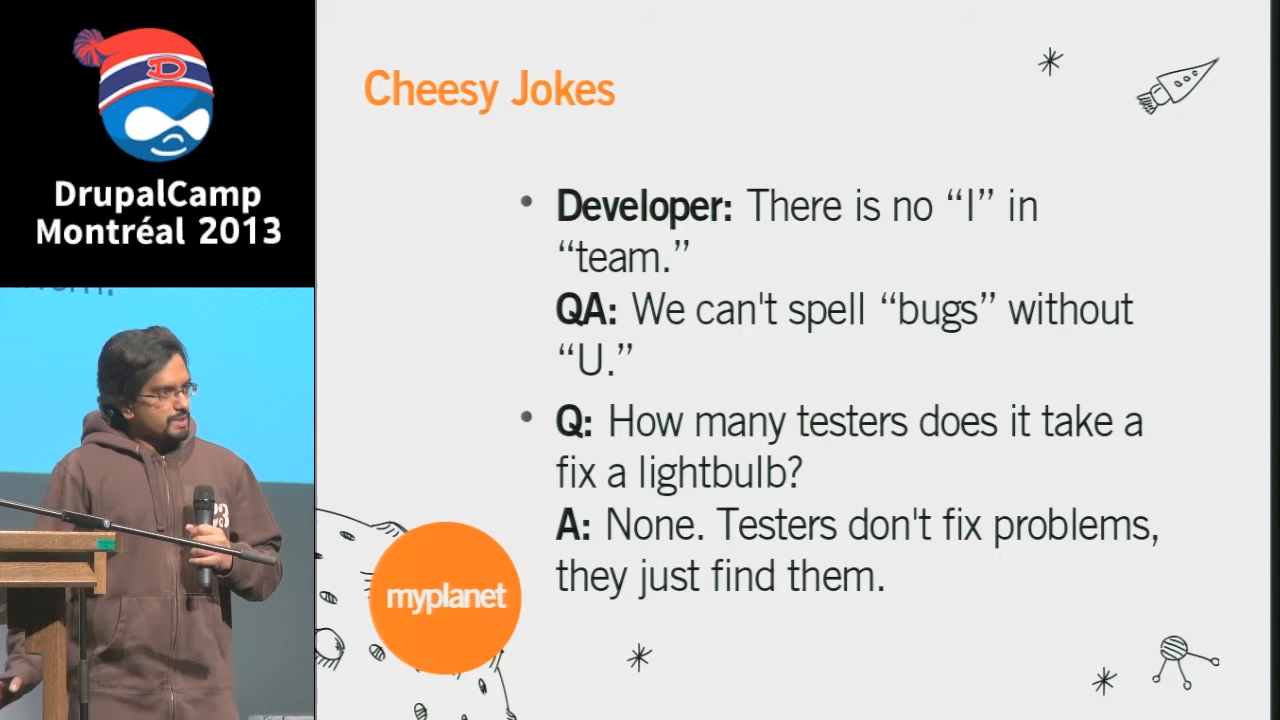 DrupalCamp
Montréal 2013
Cheesy Jokes
• Developer: There is no “I” in
“team.”
QA: We can't spell “bugs” without
“U.”
• Q: How many testers does it take a
fix a lightbulb?
A: None. Testers don't fix problems,
they just find them.
myplanet